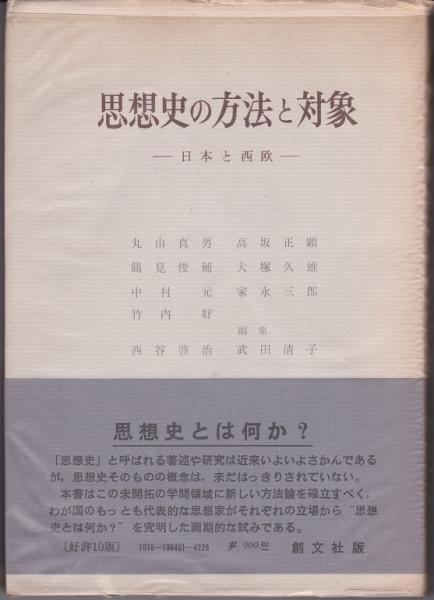 思想史の方法と対象
― 日本と西欧 ―
丸山真男 高坂正顕
鶴見俊輔 大塚久雄
中村元 家永三郎
竹内好
編集
西谷啓治 武田清子
思想史とは何か?
「思想史」と呼ばれる著述や研究は近来いよいよさかんである
が，思想史そのものの概念は，未だはっきりされていない。
本書はこの未開拓の学問領域に新しい方法論を確立すべく，
わが国のもっとも代表的な思想家がそれぞれの立場から“思想
史とは何か?”を究明した画期的な試みである。
〔好評10版〕 1010-100401-4226 900.00 創文社版